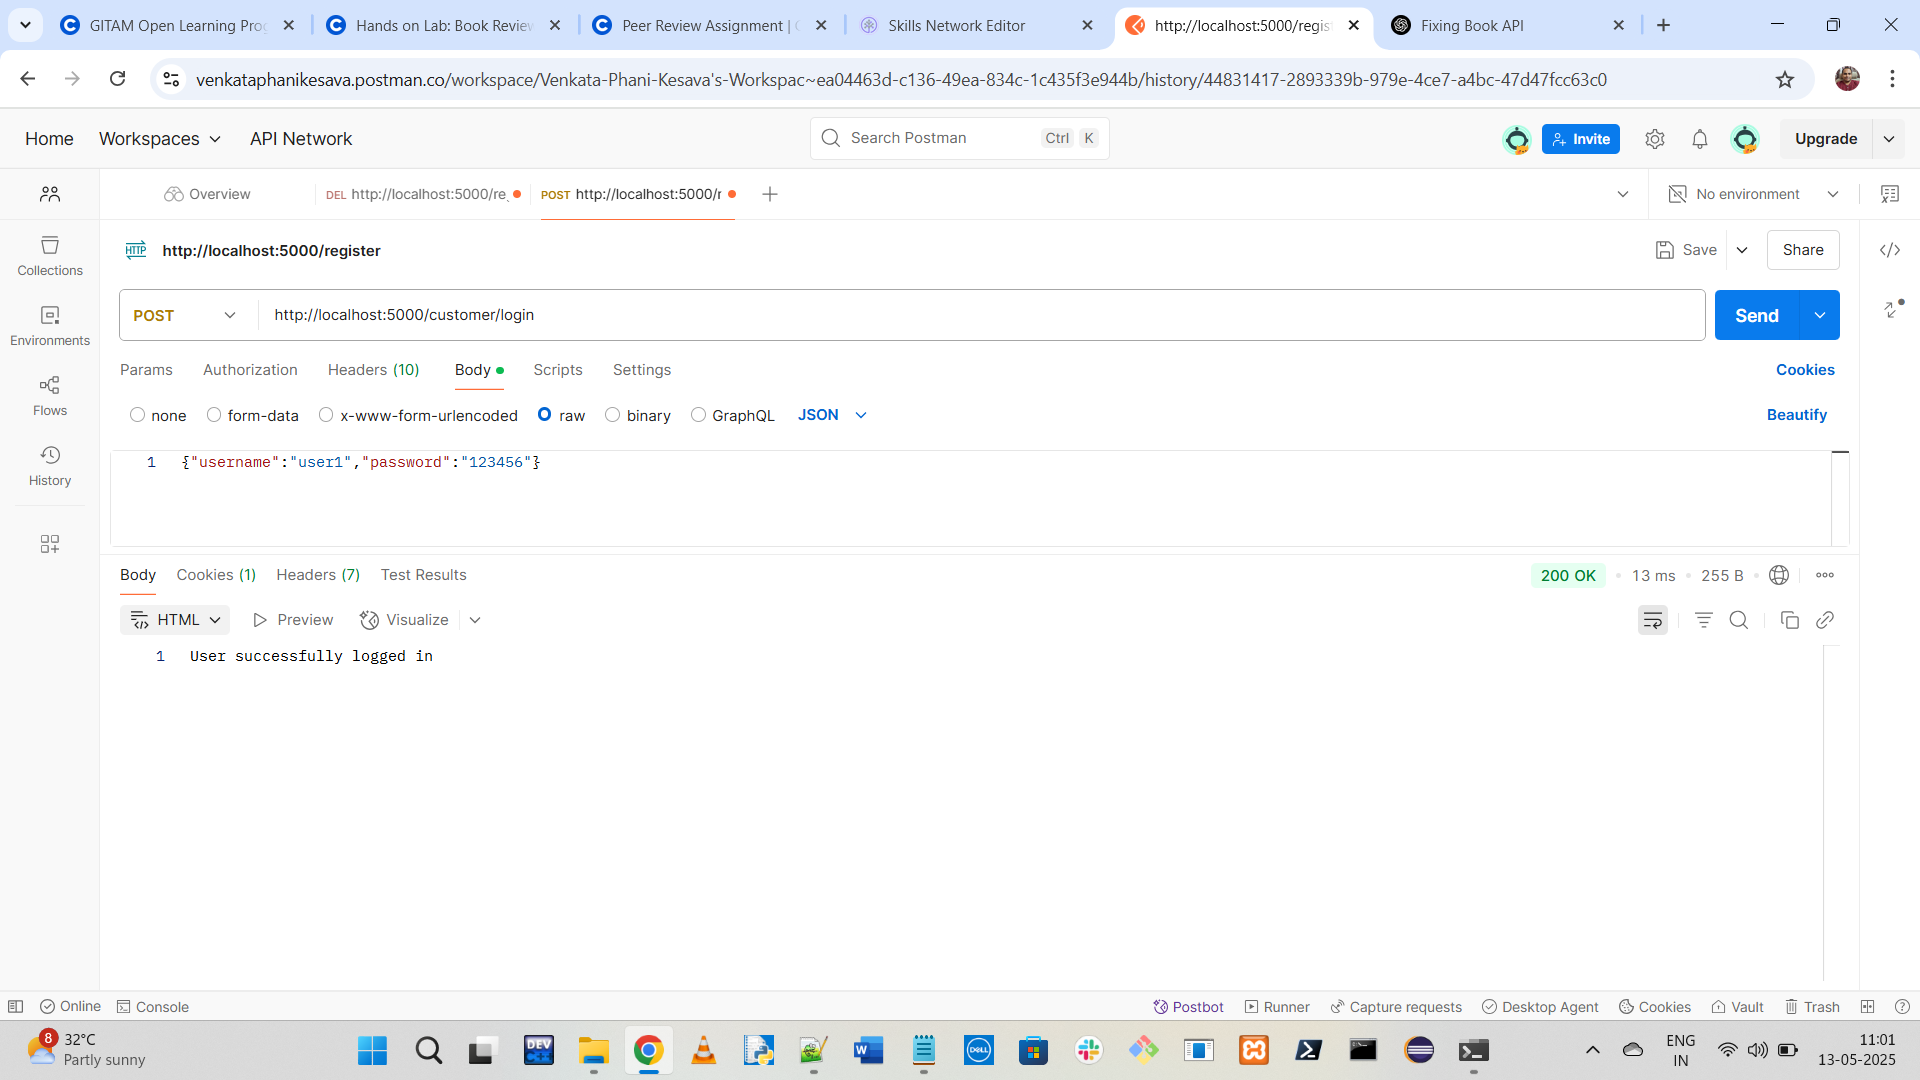 GITAM Open Learning Prog
Hands on Lab: Book Review
Peer Review Assignment | C
Skills Network Editor
http://localhost:5000/regist
Fixing Book API
venkataphanikesava.postman.co/workspace/Venkata-Phani-Kesava's-Workspac~ea04463d-c136-49ea-834c-1c435f3e944b/history/44831417-2893339b-979e-4ce7-a4bc-47d47fcc63c0
Home Workspaces API Network Search Postman Ctrl K Invite Upgrade
Overview DEL http://localhost:5000/re POST http://localhost:5000/r No environment
HTTP http://localhost:5000/register Save Share
POST http://localhost:5000/customer/login Send
Params Authorization Headers (10) Body Scripts Settings Cookies
none form-data x-www-form-urlencoded raw binary GraphQL JSON Beautify
1 {"username":"user1","password":"123456"}
Collections
Environments
Flows
History
Body Cookies (1) Headers (7) Test Results 200 OK 13 ms 255 B
HTML Preview Visualize
1 User successfully logged in
Online Console Postbot Runner Capture requests Desktop Agent Cookies Vault Trash
8 32°C
Partly sunny
DEV C++
DELL
ENG
IN
11:01
13-05-2025